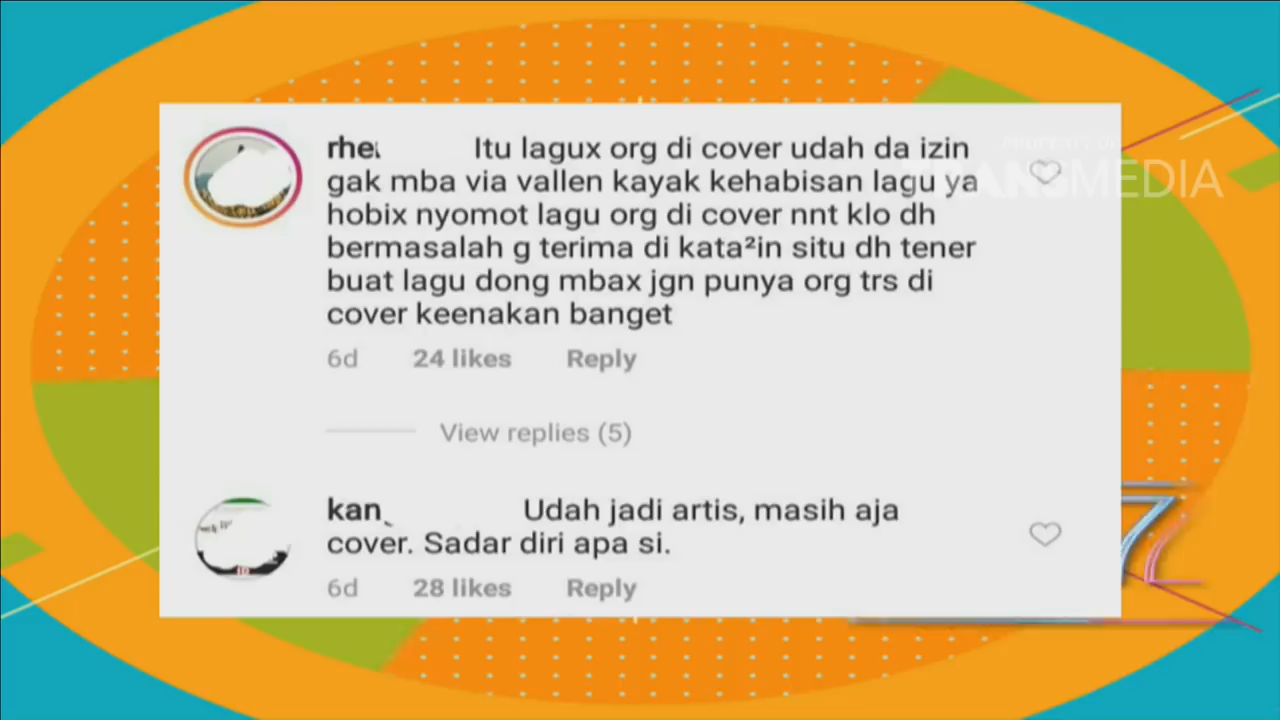 PROPERTY OF
TRANSMEDIA
rhe Itu lagux org di cover udah da izin
gak mba via vallen kayak kehabisan lagu ya
hobix nyomot lagu org di cover nnt klo dh
bermasalah g terima di kata²in situ dh tener
buat lagu dong mbax jgn punya org trs di
cover keenakan banget
6d 24 likes Reply
View replies (5)
kan Udah jadi artis, masih aja
cover. Sadar diri apa si.
6d 28 likes Reply